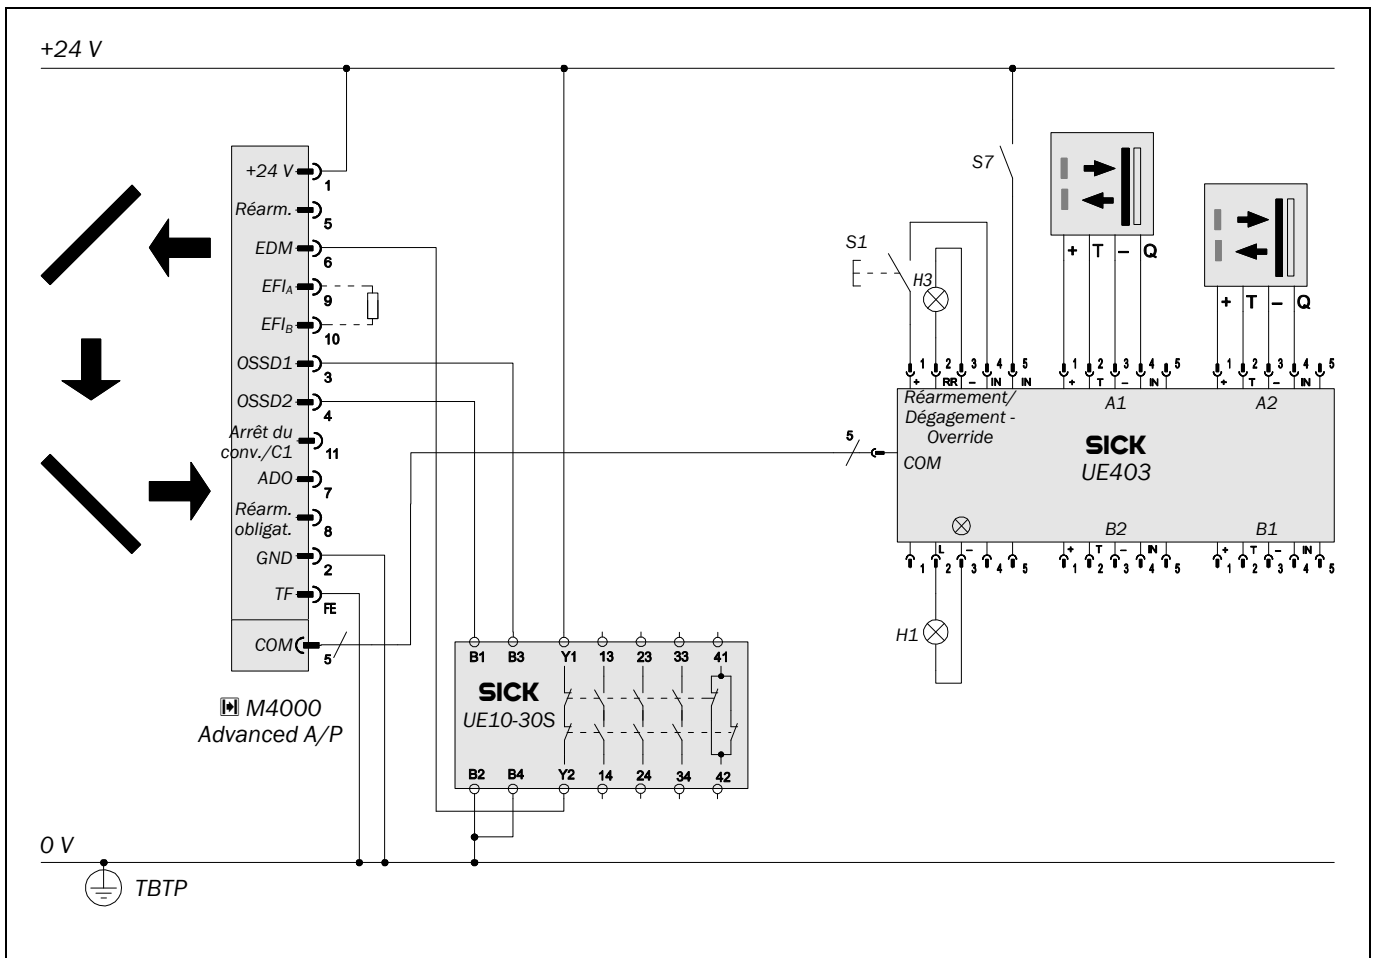 +24 V
+24 V
1
Réarm.
5
EDM
6
EFIA
9
EFIB
10
OSSD1
3
OSSD2
4
Arrêt du
conv./C1
11
ADO
7
Réarm.
obligat.
8
GND
2
TF
FE
COM
5
M4000
Advanced A/P
B1 B3 Y1 13 23 33 41
SICK
UE10-30S
B2 B4 Y2 14 24 34 42
S7
S1
H3
+ T – Q
+ T – Q
1 2 3 4 5
+ RR – IN IN
1 2 3 4 5
+ T – IN
1 2 3 4 5
+ T – IN
Réarmement/
Dégagement -
Override
A1
A2
5
COM
SICK
UE403
B2
B1
L –
1 2 3 4 5
+ T – IN
1 2 3 4 5
+ T – IN
1 2 3 4 5
H1
0 V
TBTP